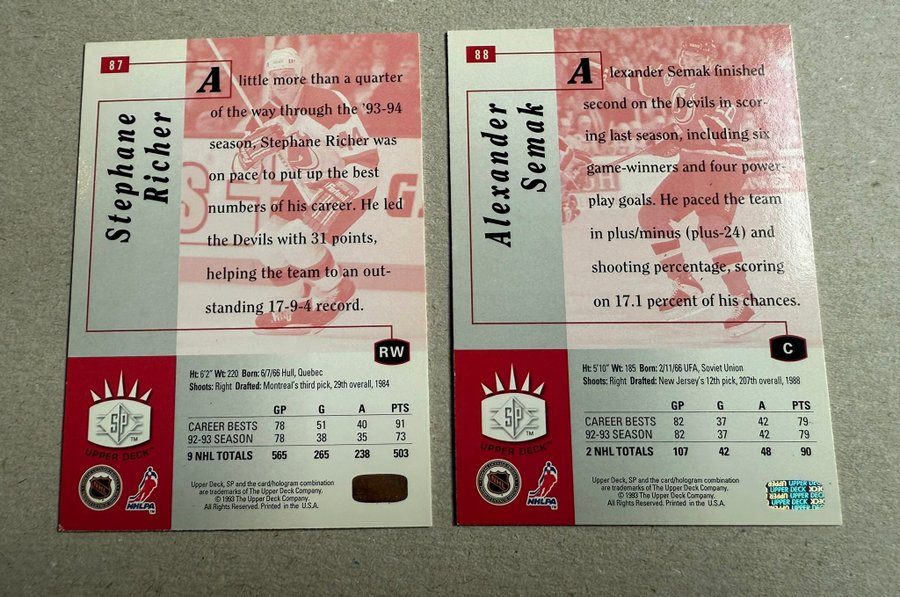 87
Stephane
Richer
A little more than a quarter
of the way through the '93-94
season, Stephane Richer was
on pace to put up the best
numbers of his career. He led
the Devils with 31 points,
helping the team to an out-
standing 17-9-4 record.
RW
Ht: 6'2" Wt: 220 Born: 6/7/66 Hull, Quebec
Shoots: Right Drafted: Montreal's third pick, 29th overall, 1984
GP G A PTS
CAREER BESTS 78 51 40 91
92-93 SEASON 78 38 35 73
9 NHL TOTALS 565 265 238 503
SP
TM
UPPER DECK
NHL
NHLPA
Upper Deck, SP and the card/hologram combination
are trademarks of The Upper Deck Company.
© 1993 The Upper Deck Company.
All Rights Reserved. Printed in the U.S.A.
88
Alexander
Semak
Alexander Semak finished
second on the Devils in scor-
ing last season, including six
game-winners and four power-
play goals. He paced the team
in plus/minus (plus-24) and
shooting percentage, scoring
on 17.1 percent of his chances.
C
Ht: 5'10" Wt: 185 Born: 2/11/66 UFA, Soviet Union
Shoots: Right Drafted: New Jersey's 12th pick, 207th overall, 1988
GP G A PTS
CAREER BESTS 82 37 42 79
92-93 SEASON 82 37 42 79
2 NHL TOTALS 107 42 48 90
SP
TM
UPPER DECK
NHL
NHLPA
Upper Deck, SP and the card/hologram combination
are trademarks of The Upper Deck Company.
© 1993 The Upper Deck Company.
All Rights Reserved. Printed in the U.S.A.
UPPER DECK